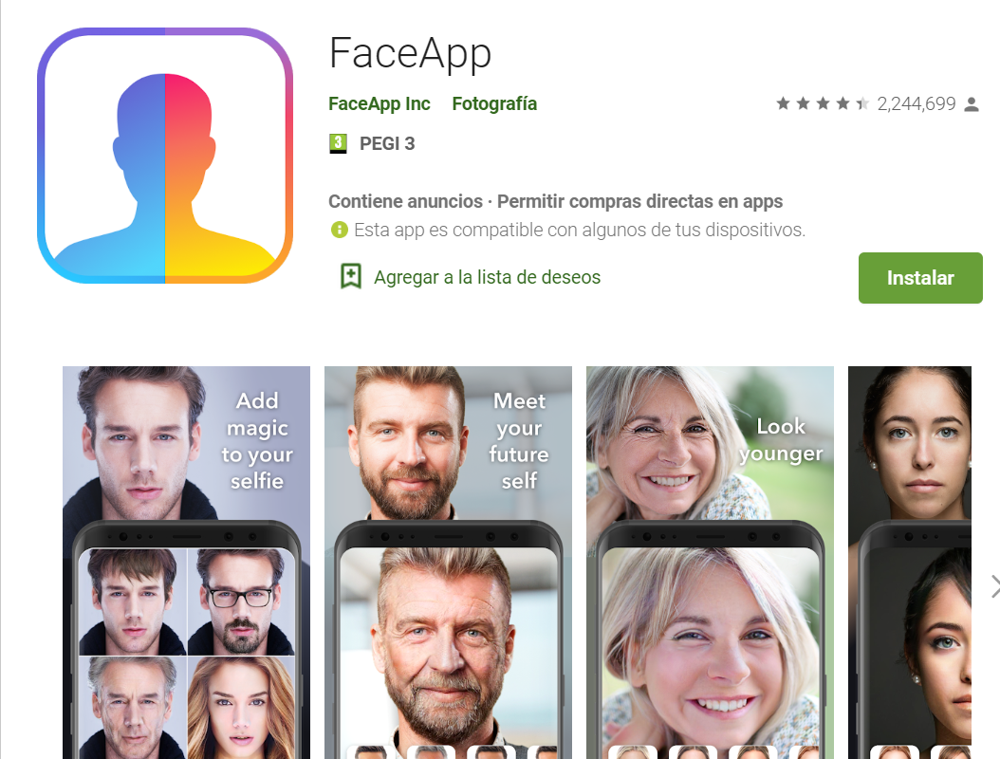 FaceApp
FaceApp Inc Fotografía
2,244,699
3 PEGI 3
Contiene anuncios · Permitir compras directas en apps
Esta app es compatible con algunos de tus dispositivos.
Agregar a la lista de deseos
Instalar
Add
magic
to your
selfie
Meet
your
future
self
Look
younger